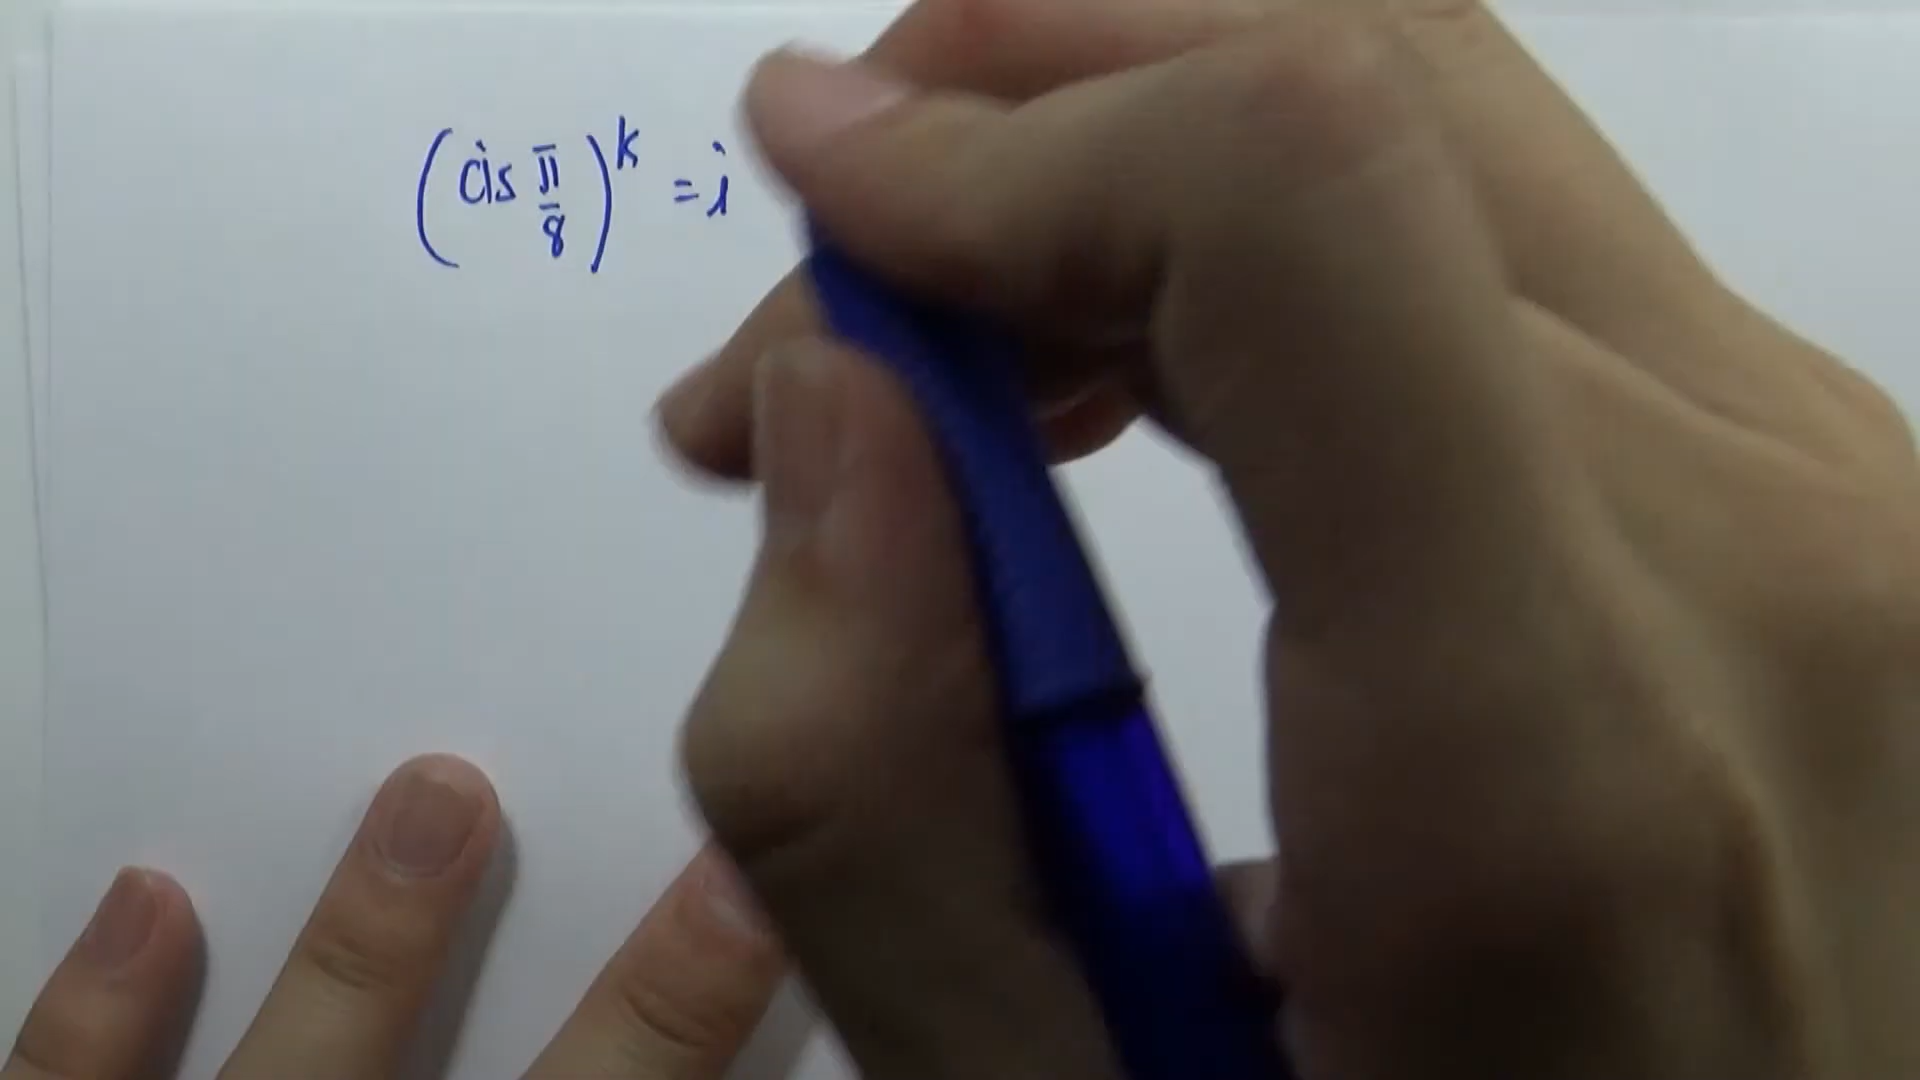 (cis π/8)^k = i